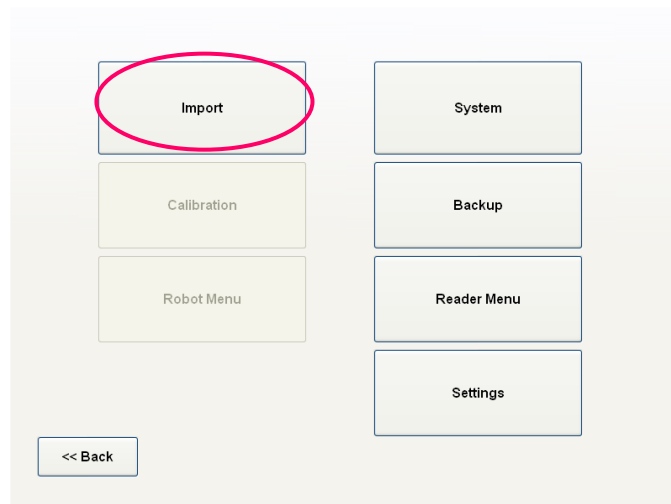 Import
System
Calibration
Backup
Robot Menu
Reader Menu
Settings
<< Back